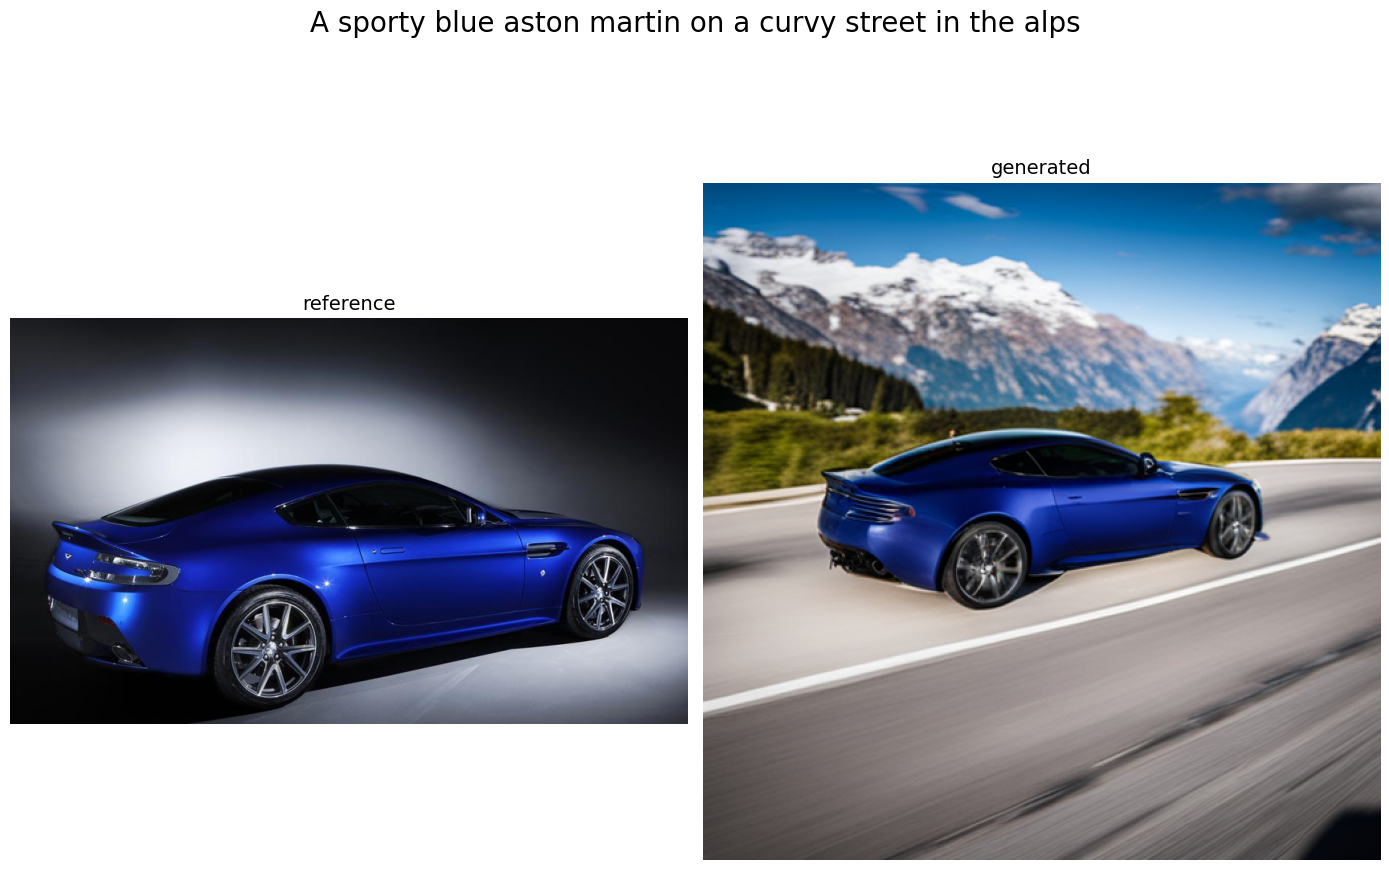 A sporty blue aston martin on a curvy street in the alps
reference
generated